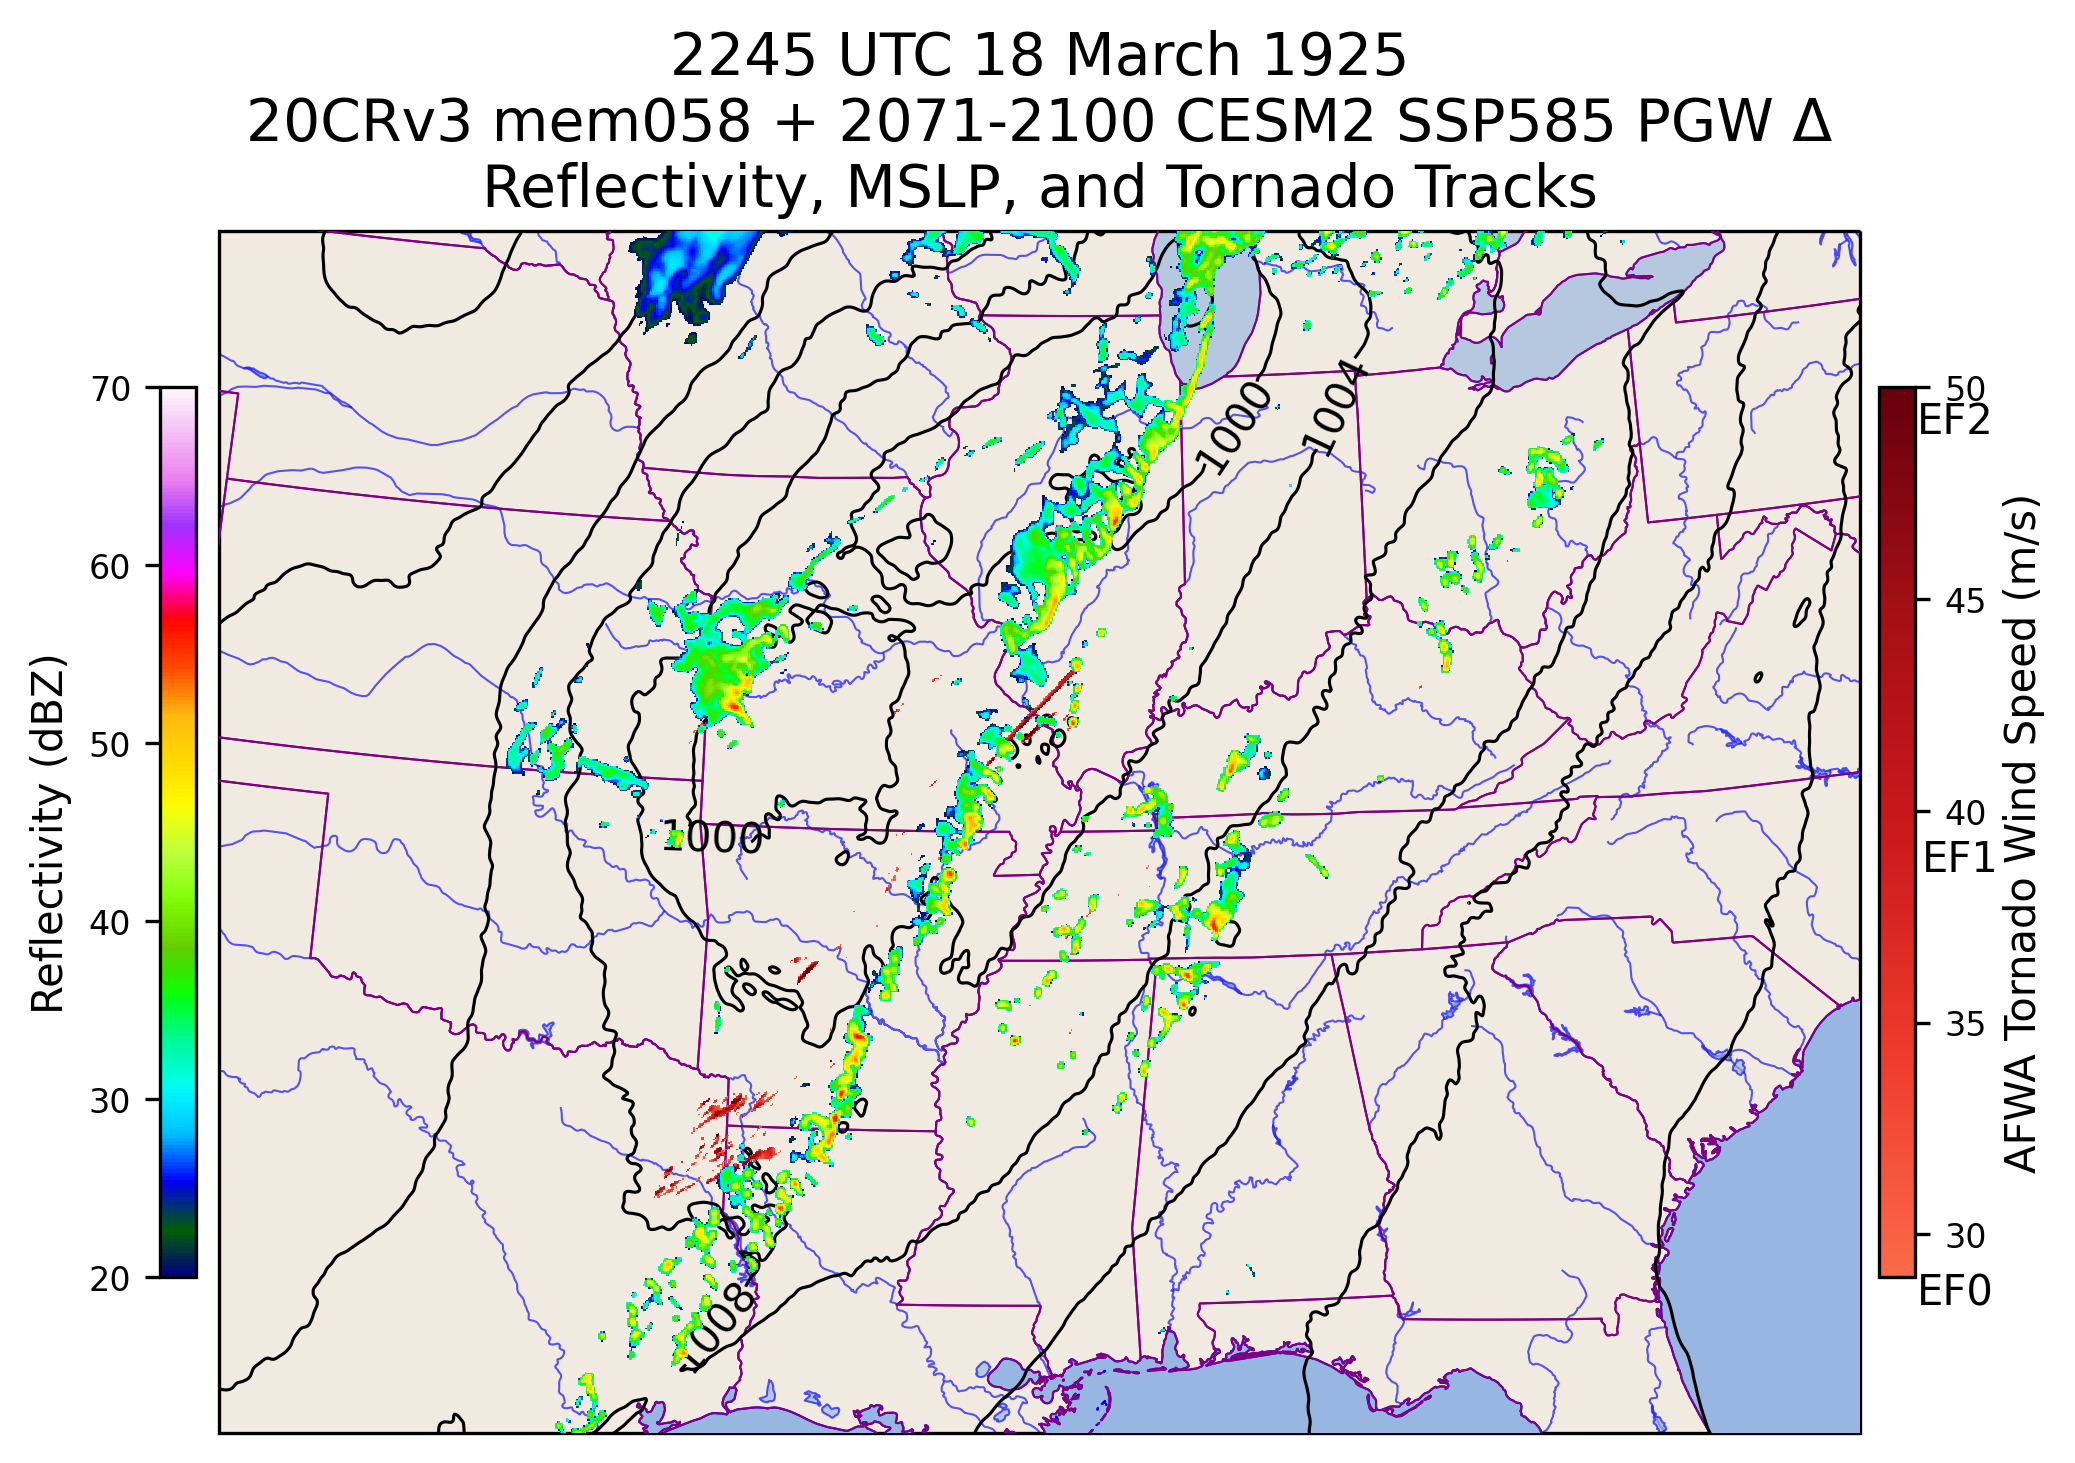 2245 UTC 18 March 1925
20CRv3 mem058 + 2071-2100 CESM2 SSP585 PGW Δ
Reflectivity, MSLP, and Tornado Tracks
70
60
50
40
30
20
Reflectivity (dBZ)
1000
1004
1000
1008
50
EF2
45
40
EF1
35
30
EF0
AFWA Tornado Wind Speed (m/s)